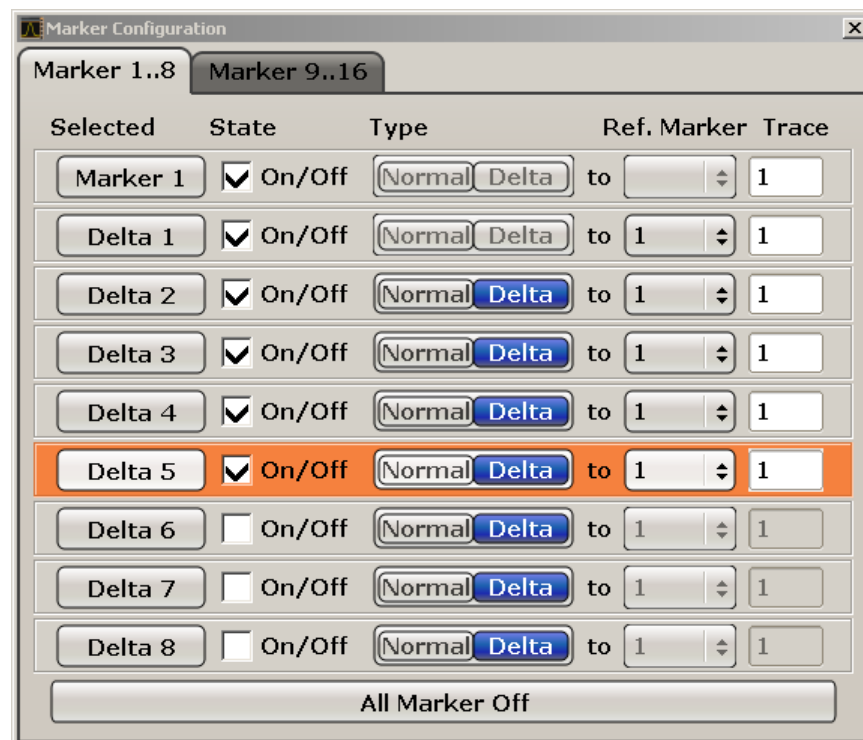 Marker Configuration
Marker 1..8 Marker 9..16
Selected State Type Ref. Marker Trace
Marker 1 On/Off Normal Delta to 1
Delta 1 On/Off Normal Delta to 1 1
Delta 2 On/Off Normal Delta to 1 1
Delta 3 On/Off Normal Delta to 1 1
Delta 4 On/Off Normal Delta to 1 1
Delta 5 On/Off Normal Delta to 1 1
Delta 6 On/Off Normal Delta to 1 1
Delta 7 On/Off Normal Delta to 1 1
Delta 8 On/Off Normal Delta to 1 1
All Marker Off